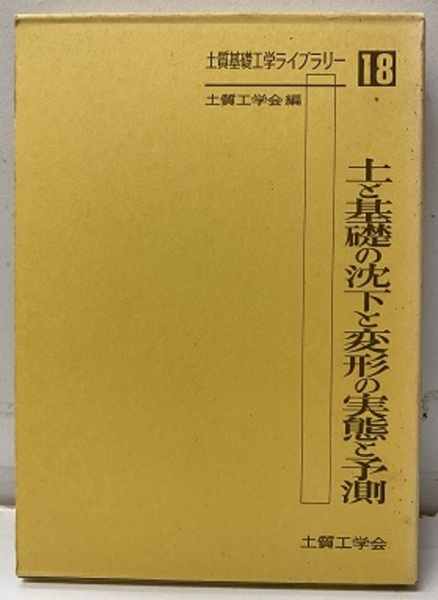 土質基礎工学ライブラリー 18
土質工学会編
土と基礎の沈下と変形の実態と予測
土質工学会